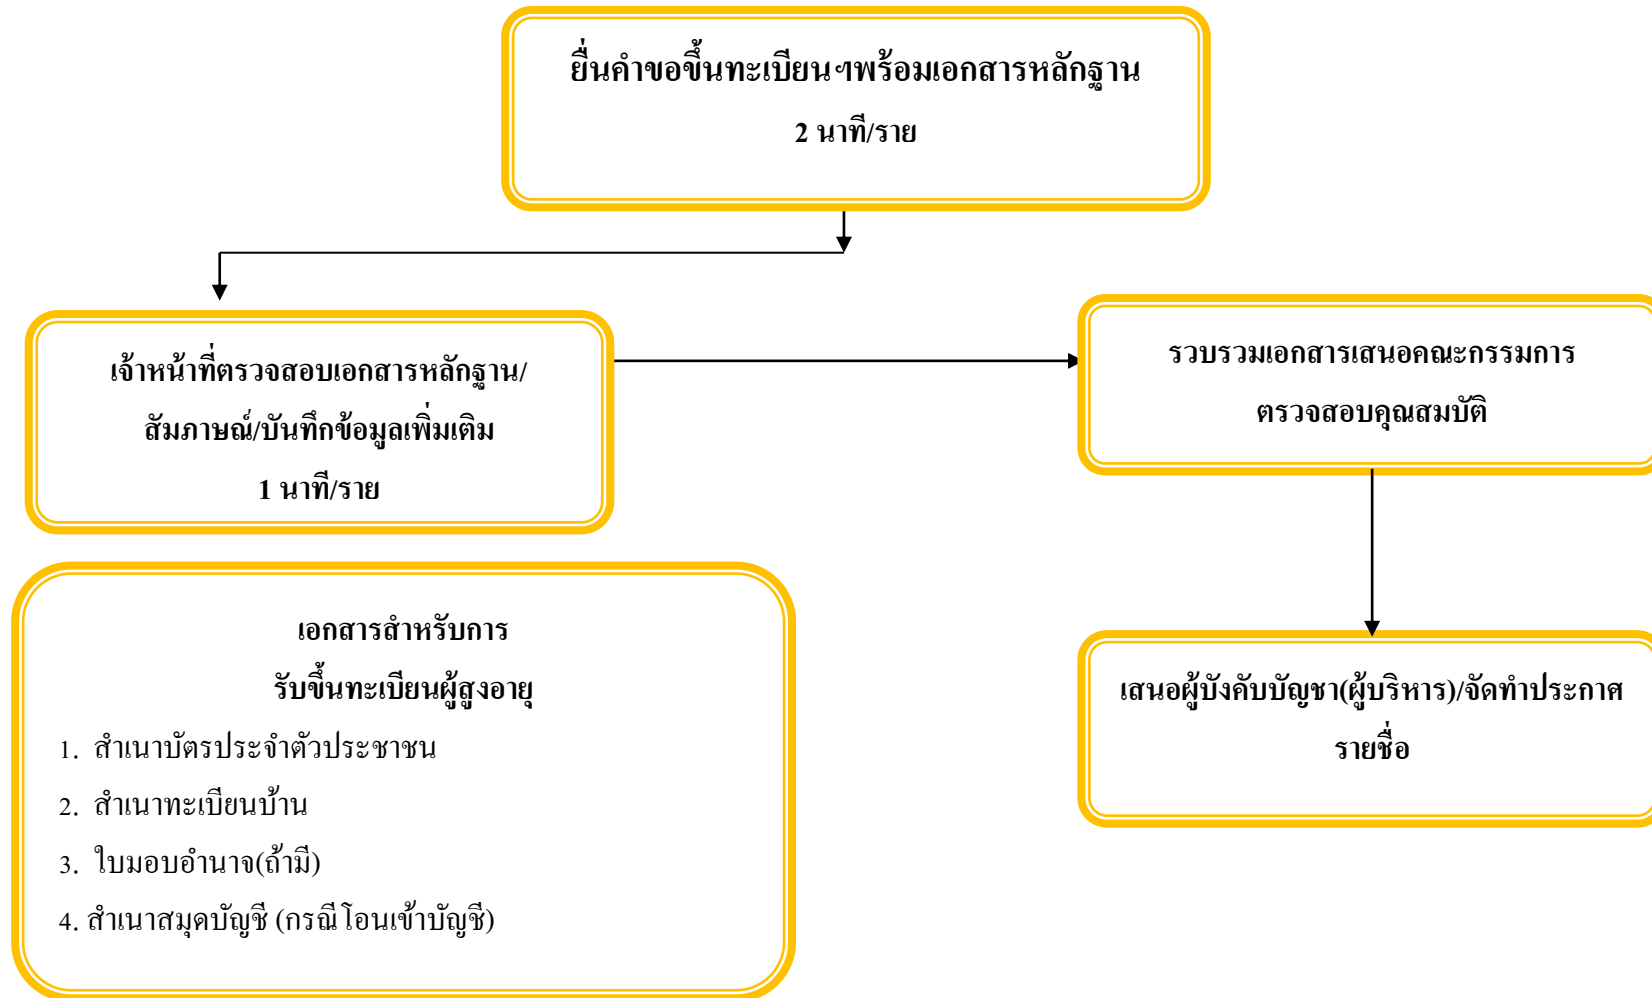 ยื่นคำขอขึ้นทะเบียนฯพร้อมเอกสารหลักฐาน
2 นาที/ราย
เจ้าหน้าที่ตรวจสอบเอกสารหลักฐาน/
สัมภาษณ์/บันทึกข้อมูลเพิ่มเติม
1 นาที/ราย
รวบรวมเอกสารเสนอคณะกรรมการ
ตรวจสอบคุณสมบัติ
เอกสารสำหรับการ
รับขึ้นทะเบียนผู้สูงอายุ
1. สำเนาบัตรประจำตัวประชาชน
2. สำเนาทะเบียนบ้าน
3. ใบมอบอำนาจ(ถ้ามี)
4. สำเนาสมุดบัญชี (กรณีโอนเข้าบัญชี)
เสนอผู้บังคับบัญชา(ผู้บริหาร)/จัดทำประกาศ
รายชื่อ